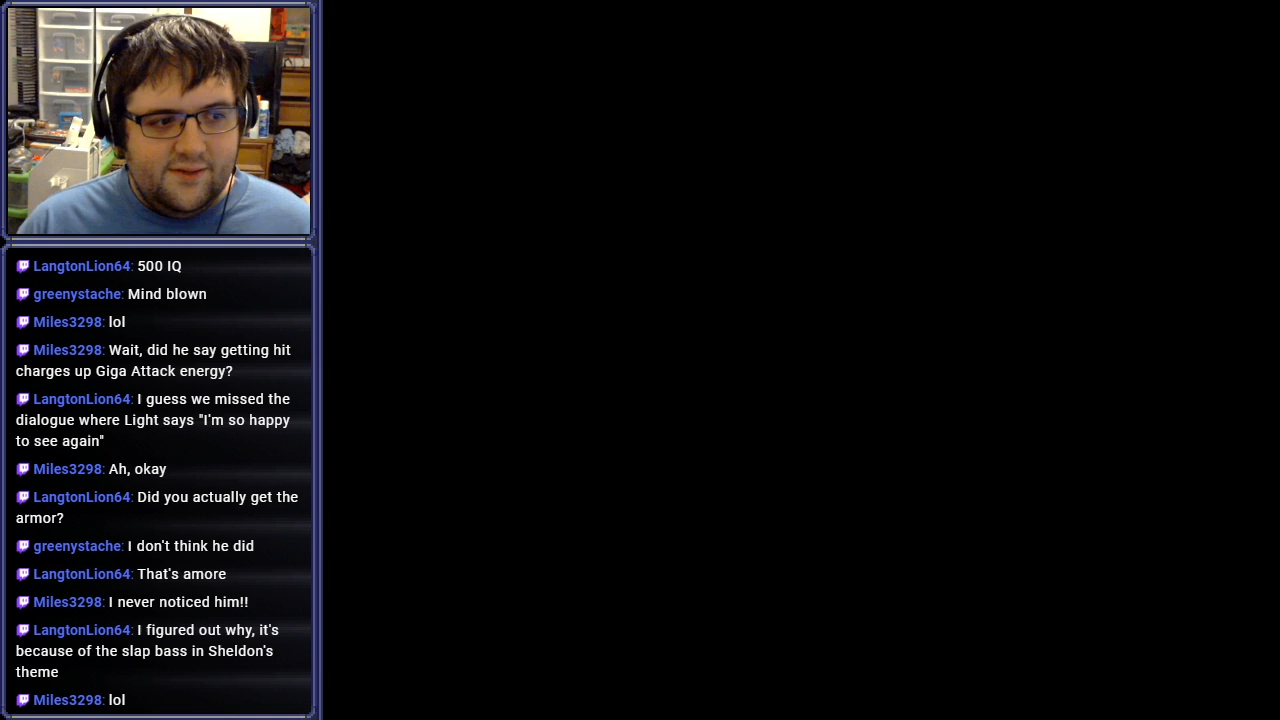 LangtonLion64: 500 IQ
greenystache: Mind blown
Miles3298: lol
Miles3298: Wait, did he say getting hit
charges up Giga Attack energy?
LangtonLion64: I guess we missed the
dialogue where Light says "I'm so happy
to see again"
Miles3298: Ah, okay
LangtonLion64: Did you actually get the
armor?
greenystache: I don't think he did
LangtonLion64: That's amore
Miles3298: I never noticed him!!
LangtonLion64: I figured out why, it's
because of the slap bass in Sheldon's
theme
Miles3298: lol